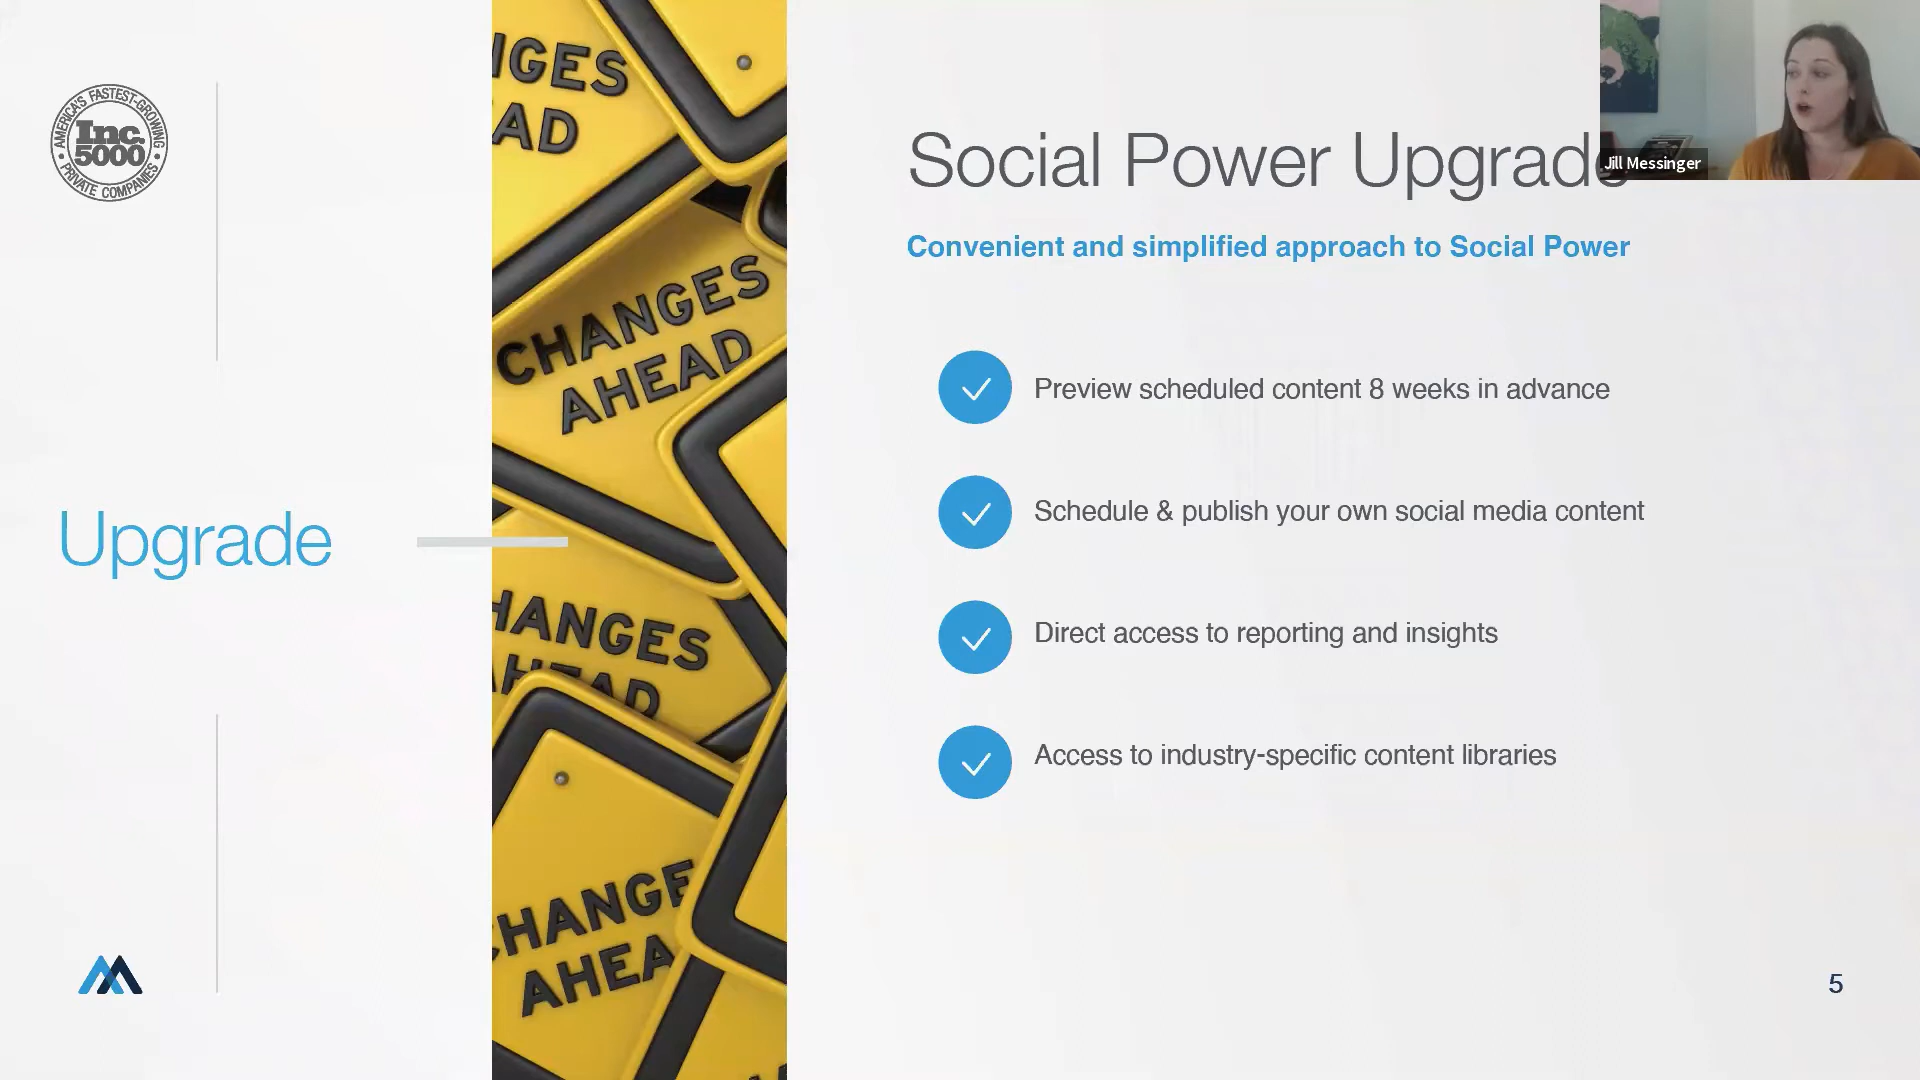 AMERICA'S FASTEST-GROWING
Inc.
5000
PRIVATE COMPANIES
Upgrade
NGES
AD
CHANGES
AHEAD
HANGES
AHEAD
CHANGE
AHEA
Social Power Upgrade
Jill Messinger
Convenient and simplified approach to Social Power
Preview scheduled content 8 weeks in advance
Schedule & publish your own social media content
Direct access to reporting and insights
Access to industry-specific content libraries
5